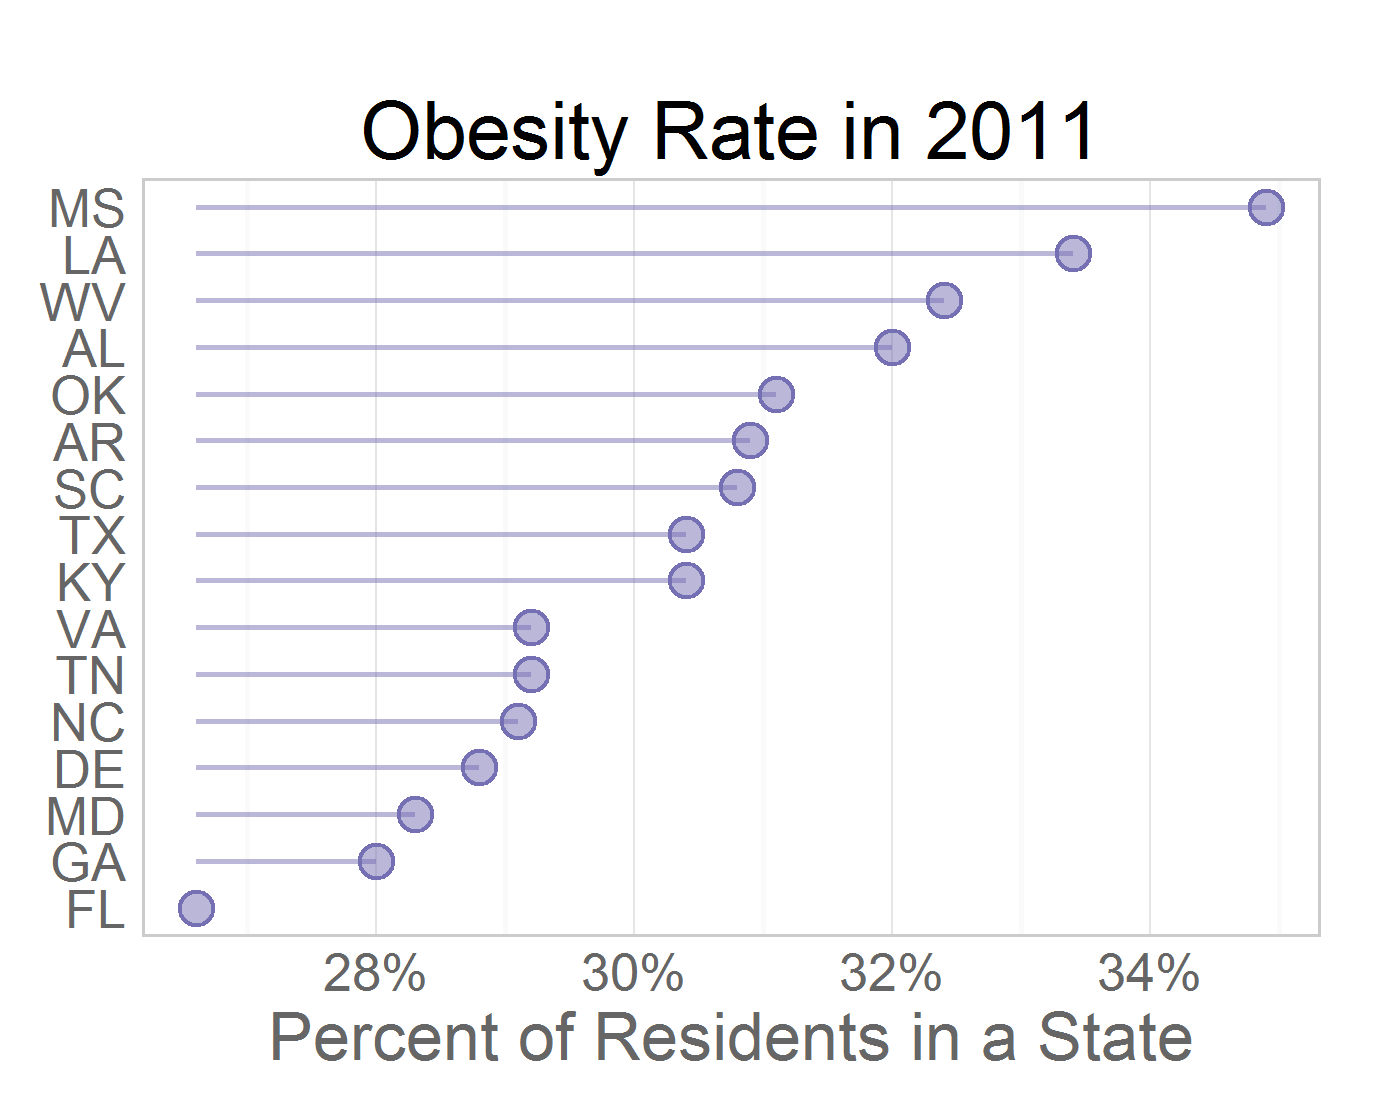 Obesity Rate in 2011
MS
LA
WV
AL
OK
AR
SC
TX
KY
VA
TN
NC
DE
MD
GA
FL
28% 30% 32% 34%
Percent of Residents in a State